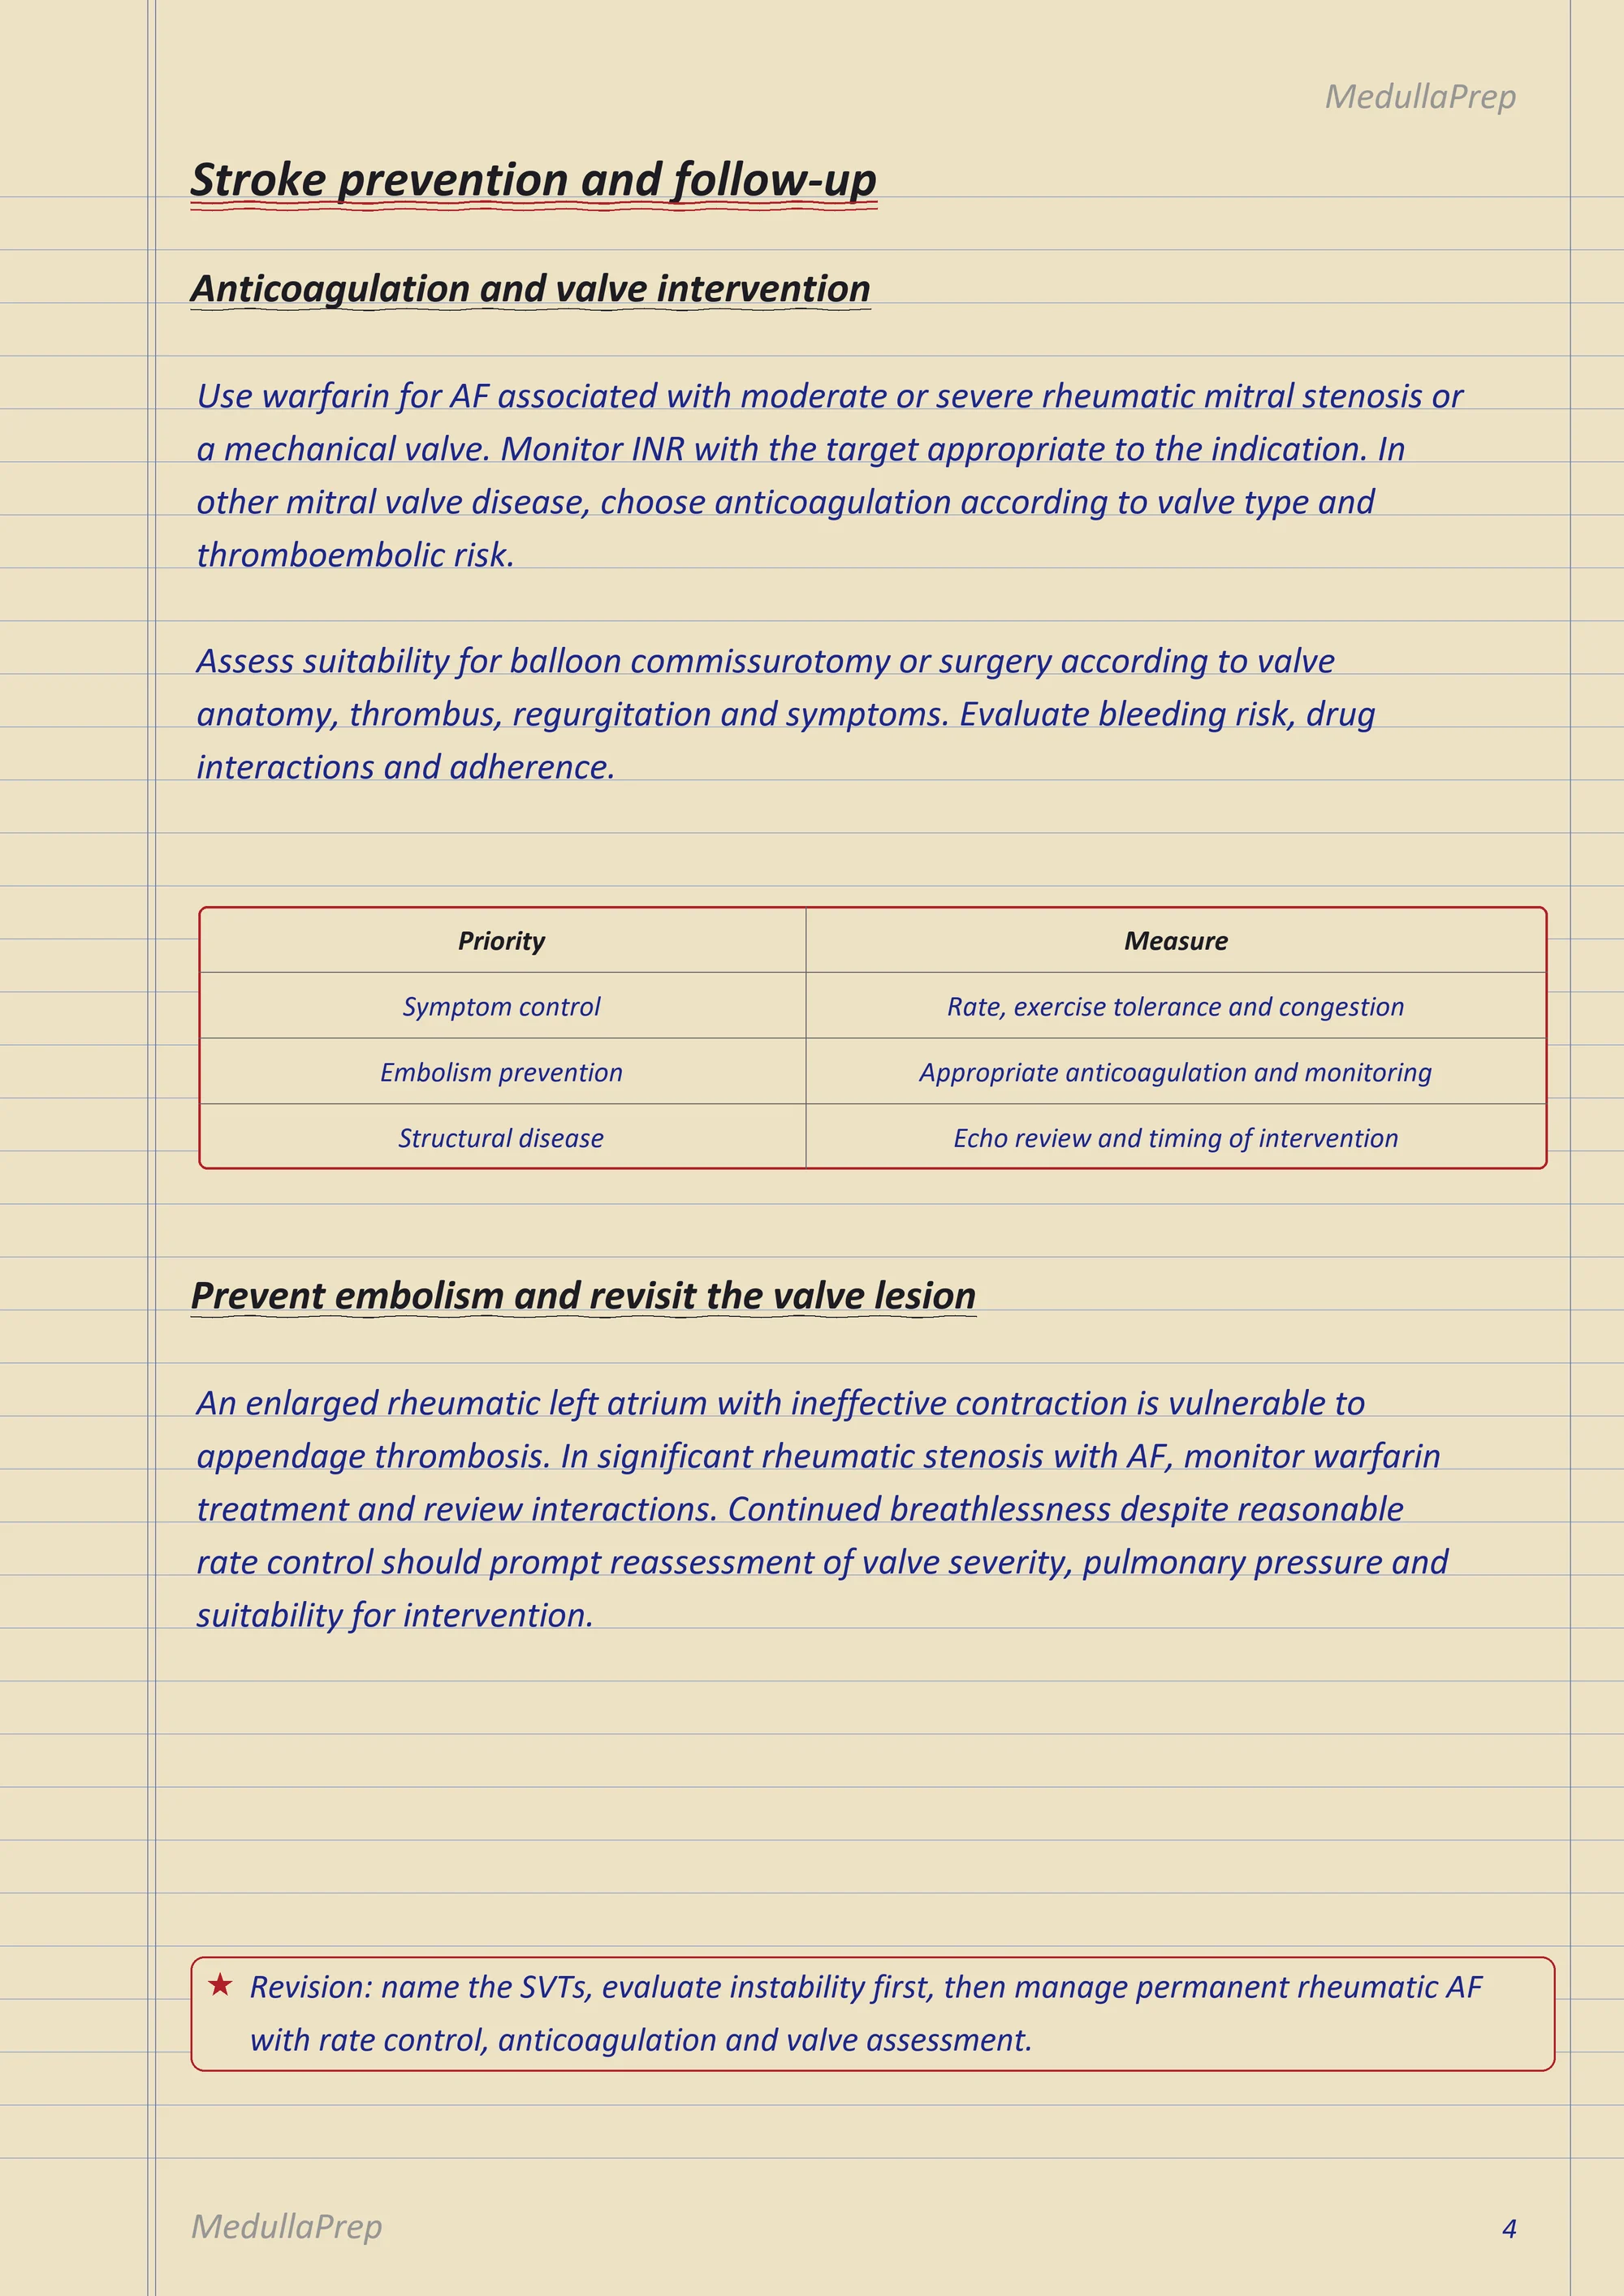 MedullaPrep
Stroke prevention and follow-up
Anticoagulation and valve intervention
Use warfarin for AF associated with moderate or severe rheumatic mitral stenosis or
a mechanical valve. Monitor INR with the target appropriate to the indication. In
other mitral valve disease, choose anticoagulation according to valve type and
thromboembolic risk.
Assess suitability for balloon commissurotomy or surgery according to valve
anatomy, thrombus, regurgitation and symptoms. Evaluate bleeding risk, drug
interactions and adherence.
Priority Measure
Symptom control Rate, exercise tolerance and congestion
Embolism prevention Appropriate anticoagulation and monitoring
Structural disease Echo review and timing of intervention
Prevent embolism and revisit the valve lesion
An enlarged rheumatic left atrium with ineffective contraction is vulnerable to
appendage thrombosis. In significant rheumatic stenosis with AF, monitor warfarin
treatment and review interactions. Continued breathlessness despite reasonable
rate control should prompt reassessment of valve severity, pulmonary pressure and
suitability for intervention.
★ Revision: name the SVTs, evaluate instability first, then manage permanent rheumatic AF
with rate control, anticoagulation and valve assessment.
MedullaPrep 4